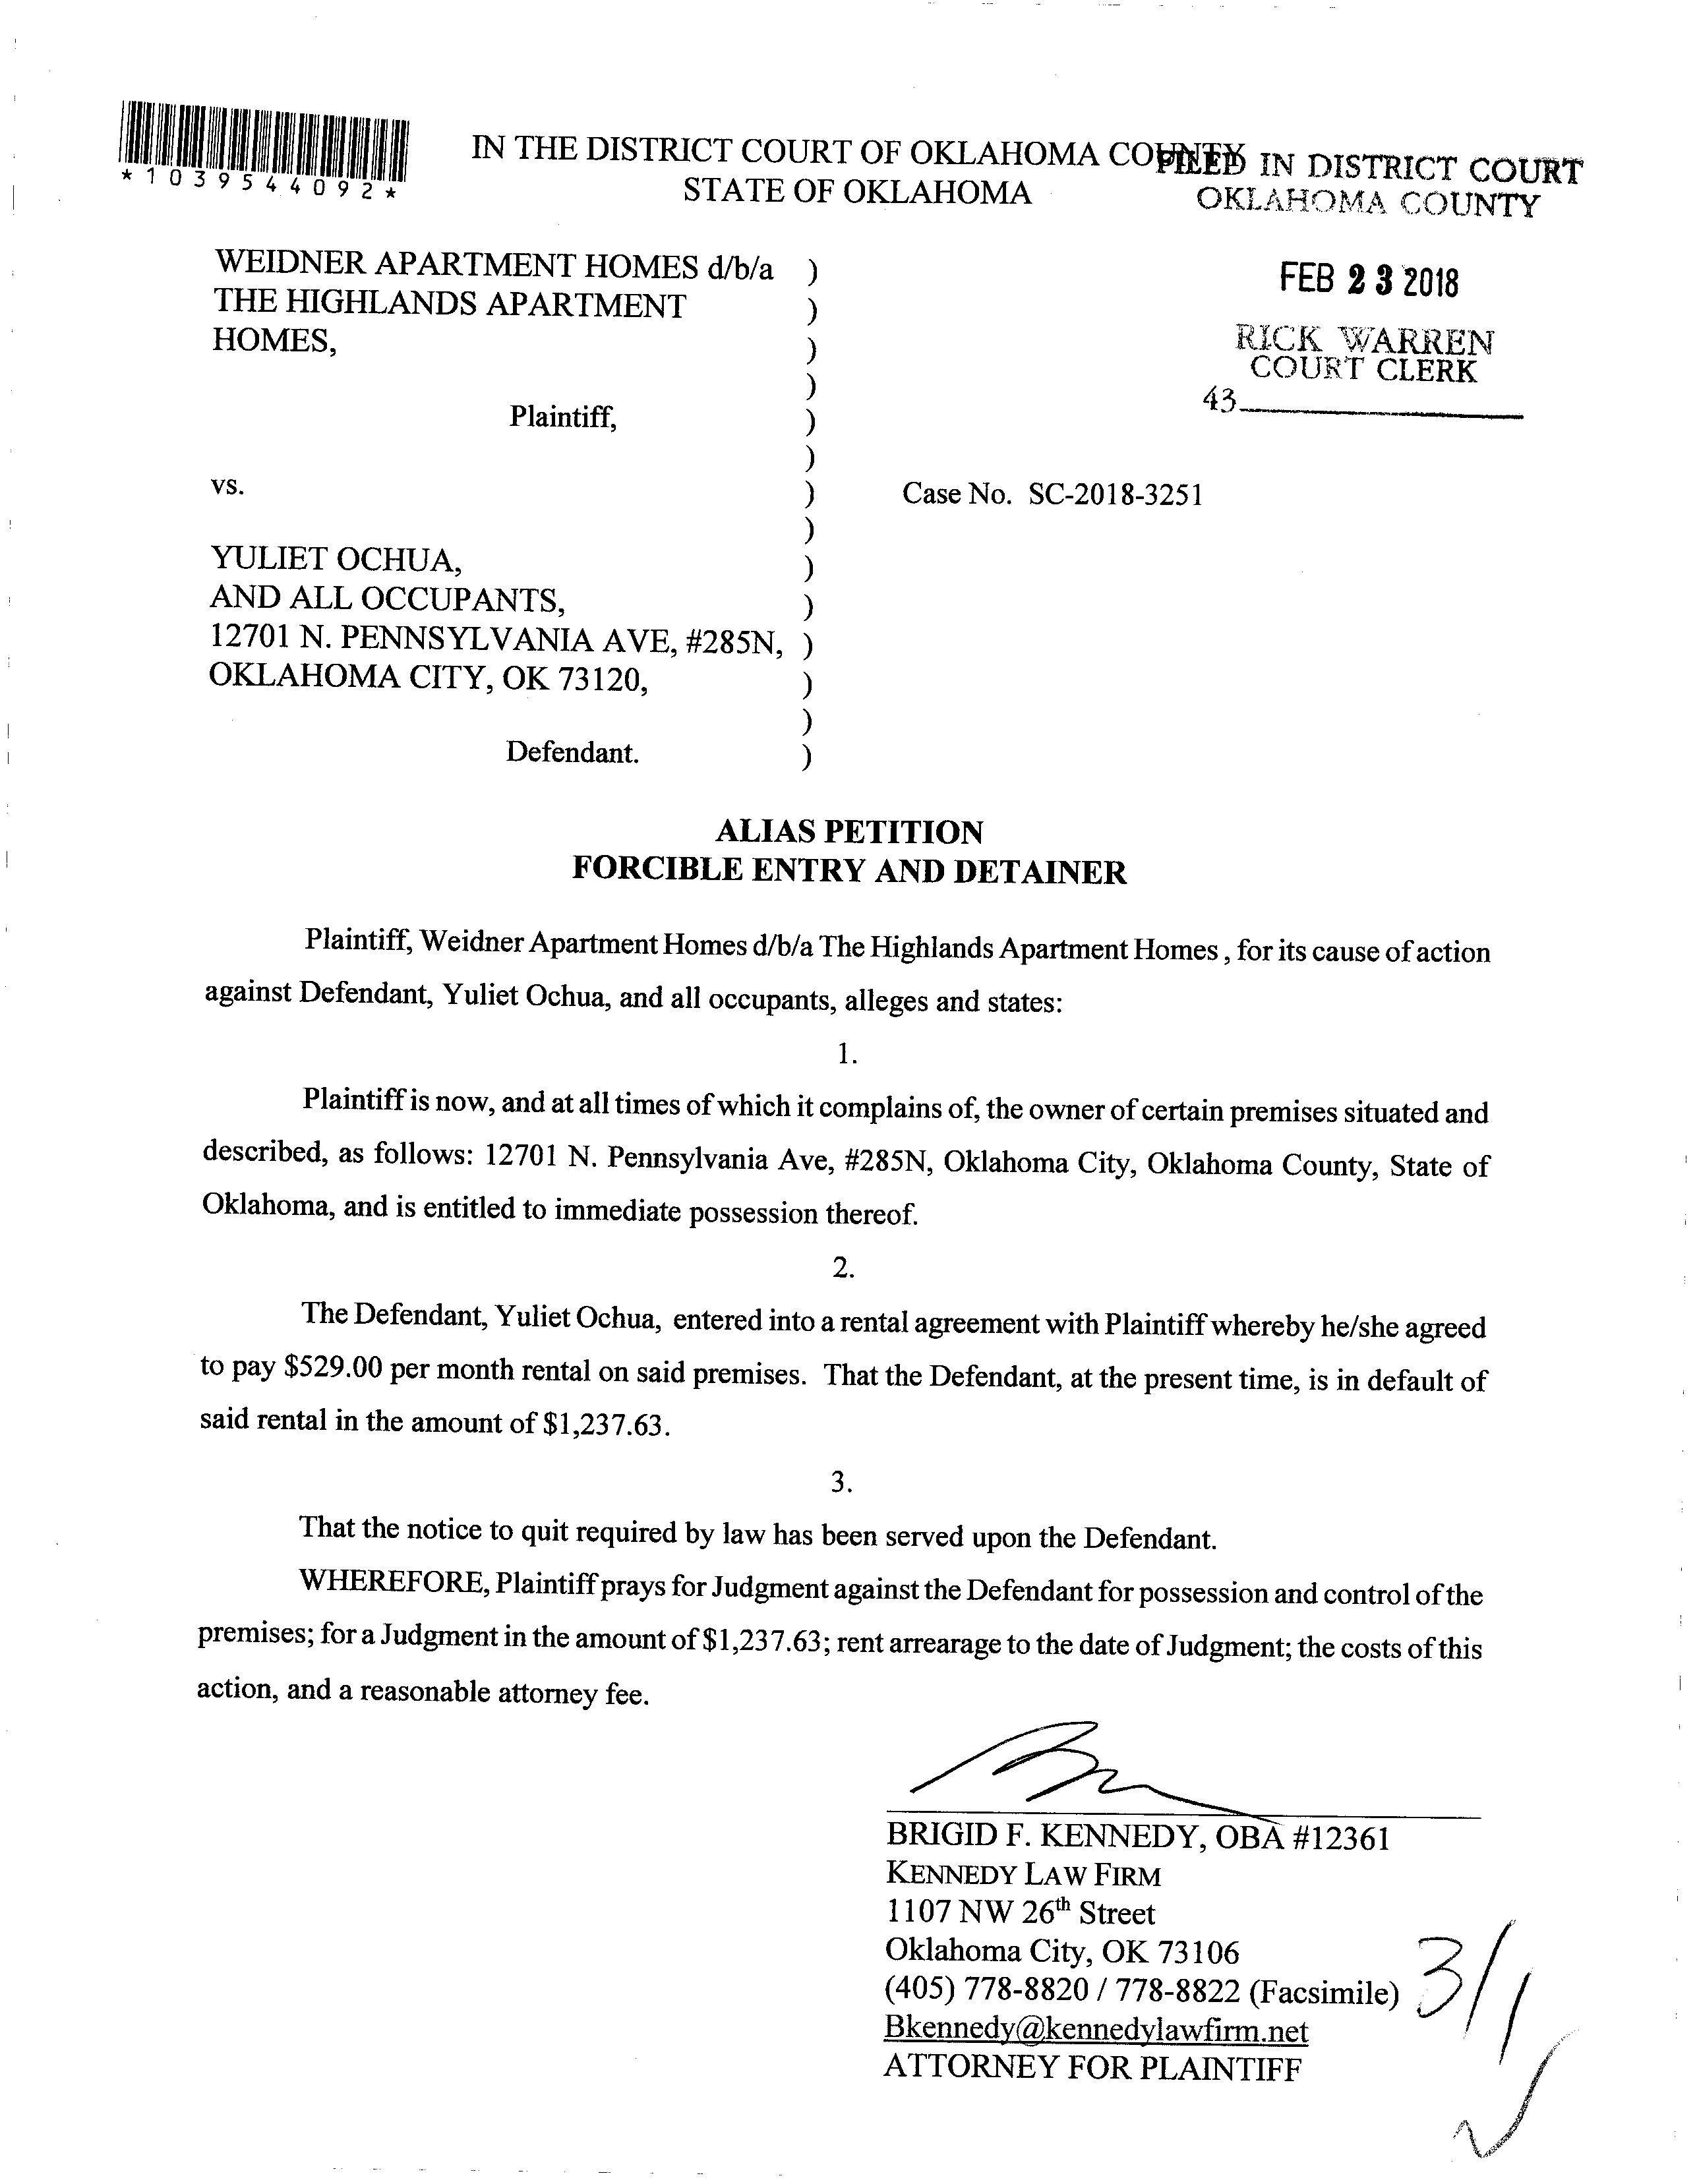 *1039544092*
IN THE DISTRICT COURT OF OKLAHOMA COUNTY
STATE OF OKLAHOMA
FILED IN DISTRICT COURT
OKLAHOMA COUNTY
FEB 23 2018
RICK WARREN
COURT CLERK
43
WEIDNER APARTMENT HOMES d/b/a )
THE HIGHLANDS APARTMENT )
HOMES, )
)
Plaintiff, )
)
vs. ) Case No. SC-2018-3251
)
YULIET OCHUA, )
AND ALL OCCUPANTS, )
12701 N. PENNSYLVANIA AVE, #285N, )
OKLAHOMA CITY, OK 73120, )
)
Defendant. )
ALIAS PETITION
FORCIBLE ENTRY AND DETAINER
Plaintiff, Weidner Apartment Homes d/b/a The Highlands Apartment Homes , for its cause of action
against Defendant, Yuliet Ochua, and all occupants, alleges and states:
1.
Plaintiff is now, and at all times of which it complains of, the owner of certain premises situated and
described, as follows: 12701 N. Pennsylvania Ave, #285N, Oklahoma City, Oklahoma County, State of
Oklahoma, and is entitled to immediate possession thereof.
2.
The Defendant, Yuliet Ochua, entered into a rental agreement with Plaintiff whereby he/she agreed
to pay $529.00 per month rental on said premises. That the Defendant, at the present time, is in default of
said rental in the amount of $1,237.63.
3.
That the notice to quit required by law has been served upon the Defendant.
WHEREFORE, Plaintiff prays for Judgment against the Defendant for possession and control of the
premises; for a Judgment in the amount of $1,237.63; rent arrearage to the date of Judgment; the costs of this
action, and a reasonable attorney fee.
BRIGID F. KENNEDY, OBA #12361
KENNEDY LAW FIRM
1107 NW 26th Street
Oklahoma City, OK 73106
(405) 778-8820 / 778-8822 (Facsimile)
Bkennedy@kennedylawfirm.net
ATTORNEY FOR PLAINTIFF
3/1